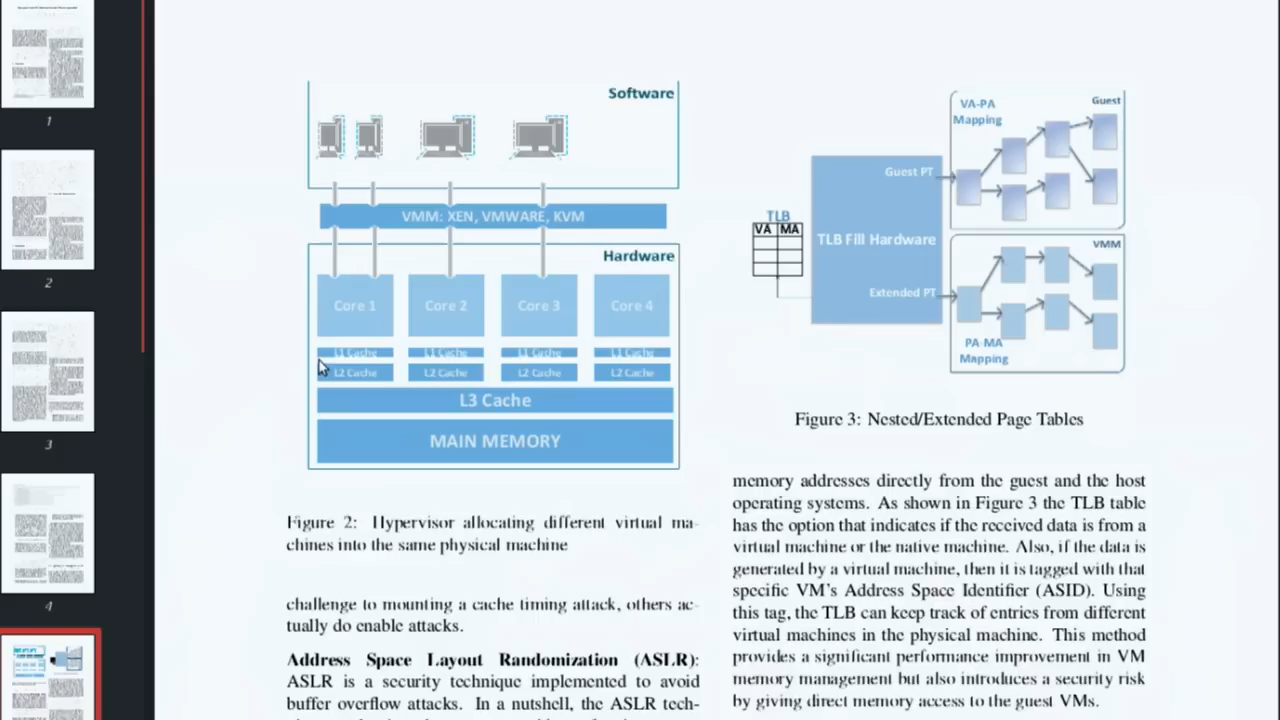 1
2
3
4
Software
VMM: XEN, VMWARE, KVM
Hardware
Core 1 Core 2 Core 3 Core 4
L1 Cache L1 Cache L1 Cache L1 Cache
L2 Cache L2 Cache L2 Cache L2 Cache
L3 Cache
MAIN MEMORY
Figure 2: Hypervisor allocating different virtual ma-
chines into the same physical machine
challenge to mounting a cache timing attack, others ac-
tually do enable attacks.
Address Space Layout Randomization (ASLR):
ASLR is a security technique implemented to avoid
buffer overflow attacks. In a nutshell, the ASLR tech-
VA-PA
Mapping
Guest
Guest PT
TLB
VA MA
TLB Fill Hardware
VMM
Extended PT
PA-MA
Mapping
Figure 3: Nested/Extended Page Tables
memory addresses directly from the guest and the host
operating systems. As shown in Figure 3 the TLB table
has the option that indicates if the received data is from a
virtual machine or the native machine. Also, if the data is
generated by a virtual machine, then it is tagged with that
specific VM's Address Space Identifier (ASID). Using
this tag, the TLB can keep track of entries from different
virtual machines in the physical machine. This method
provides a significant performance improvement in VM
memory management but also introduces a security risk
by giving direct memory access to the guest VMs.